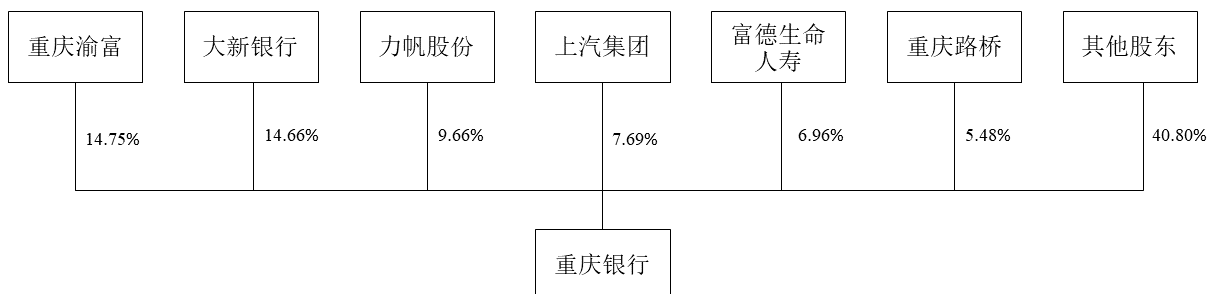 重庆渝富
大新银行
力帆股份
上汽集团
富德生命
人寿
重庆路桥
其他股东
14.75%
14.66%
9.66%
7.69%
6.96%
5.48%
40.80%
重庆银行